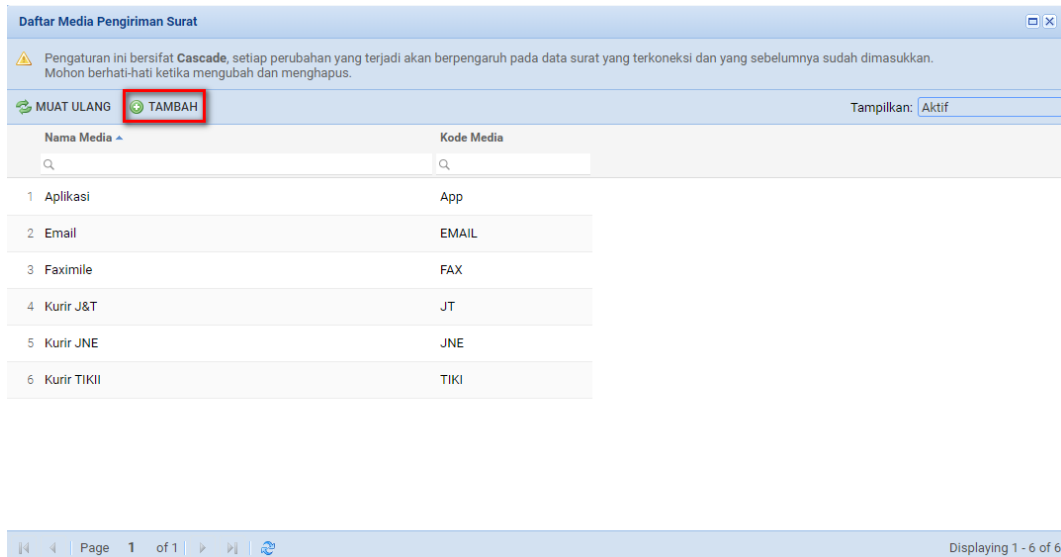 Daftar Media Pengiriman Surat
Pengaturan ini bersifat Cascade, setiap perubahan yang terjadi akan berpengaruh pada data surat yang terkoneksi dan yang sebelumnya sudah dimasukkan.
Mohon berhati-hati ketika mengubah dan menghapus.
MUAT ULANG TAMBAH Tampilkan: Aktif
Nama Media Kode Media
1 Aplikasi App
2 Email EMAIL
3 Faximile FAX
4 Kurir J&T JT
5 Kurir JNE JNE
6 Kurir TIKII TIKI
Page 1 of 1 Displaying 1 - 6 of 6